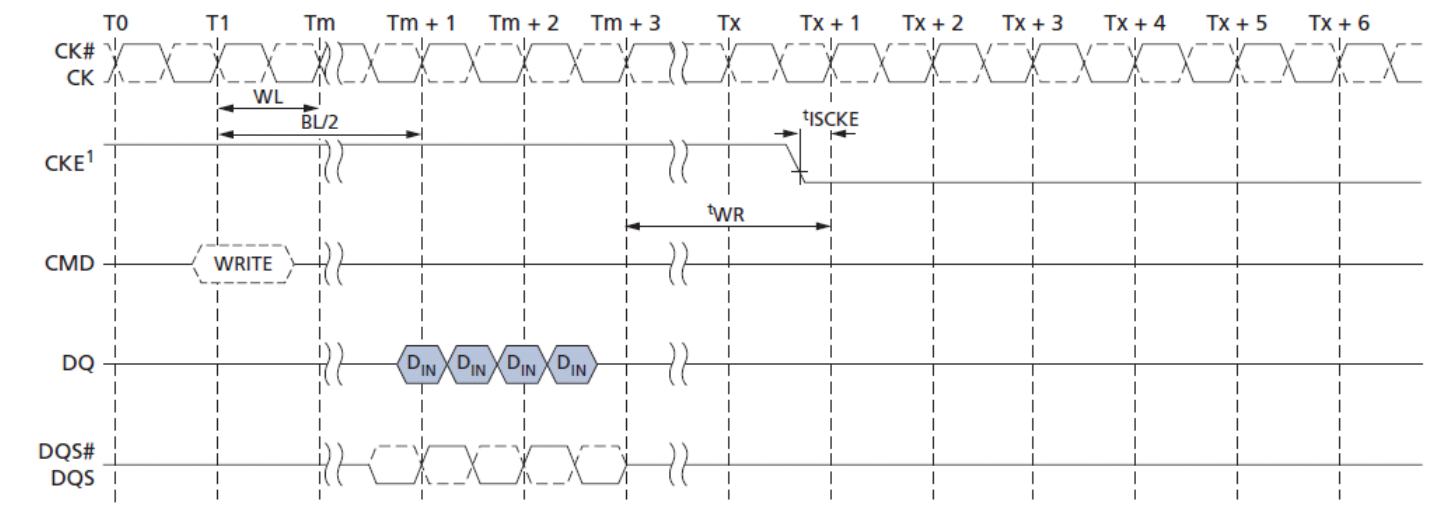 T0 T1 Tm Tm + 1 Tm + 2 Tm + 3 Tx Tx + 1 Tx + 2 Tx + 3 Tx + 4 Tx + 5 Tx + 6
CK#
CK
WL
BL/2
tISCKE
CKE1
tWR
CMD WRITE
DQ DIN DIN DIN DIN
DQS#
DQS